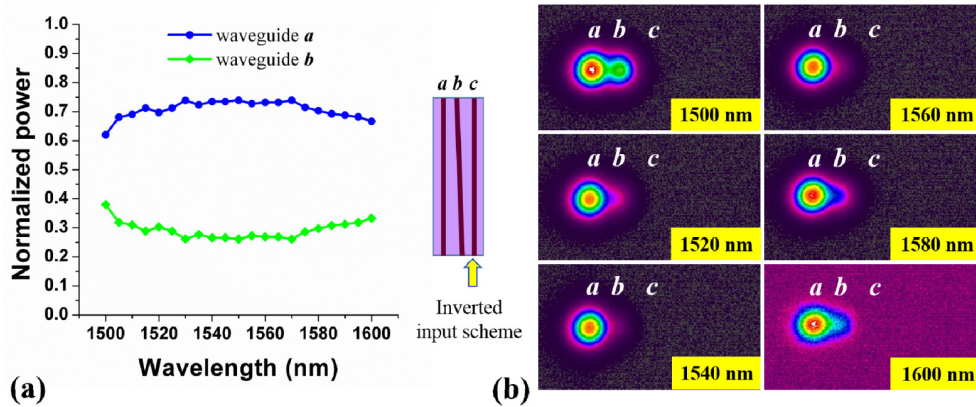 1.0
0.9
0.8
0.7
0.6
0.5
0.4
0.3
0.2
0.1
0.0
Normalized power
waveguide a
waveguide b
1500 1520 1540 1560 1580 1600
Wavelength (nm)
(a)
a b c
Inverted
input scheme
(b)
a b c
1500 nm
a b c
1560 nm
a b c
1520 nm
a b c
1580 nm
a b c
1540 nm
a b c
1600 nm